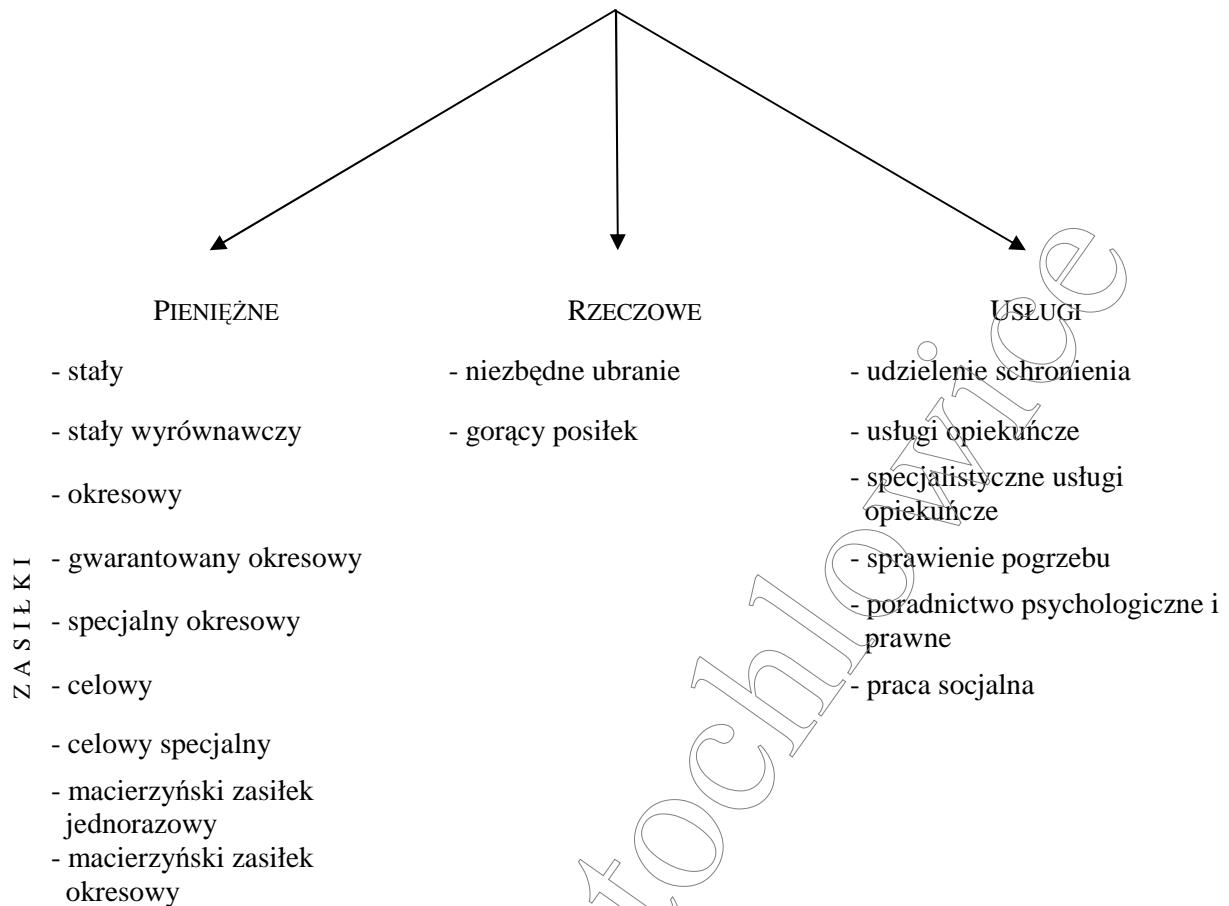 PIENIĘŻNE
- stały
- stały wyrównawczy
- okresowy
- gwarantowany okresowy
- specjalny okresowy
- celowy
- celowy specjalny
- macierzyński zasiłek
jednorazowy
- macierzyński zasiłek
okresowy
ZASIŁKI
RZECZOWE
- niezbędne ubranie
- gorący posiłek
USŁUGI
- udzielenie schronienia
- usługi opiekuńcze
- specjalistyczne usługi
opiekuńcze
- sprawienie pogrzebu
- poradnictwo psychologiczne i
prawne
- praca socjalna
tochlowice